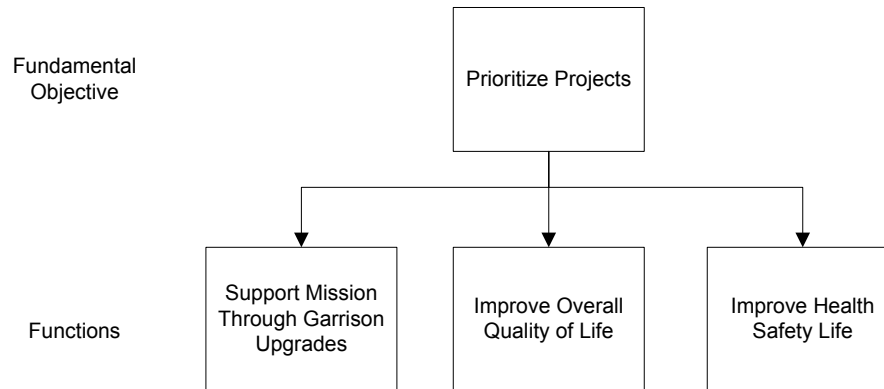 Fundamental
Objective
Prioritize Projects
Functions
Support Mission
Through Garrison
Upgrades
Improve Overall
Quality of Life
Improve Health
Safety Life